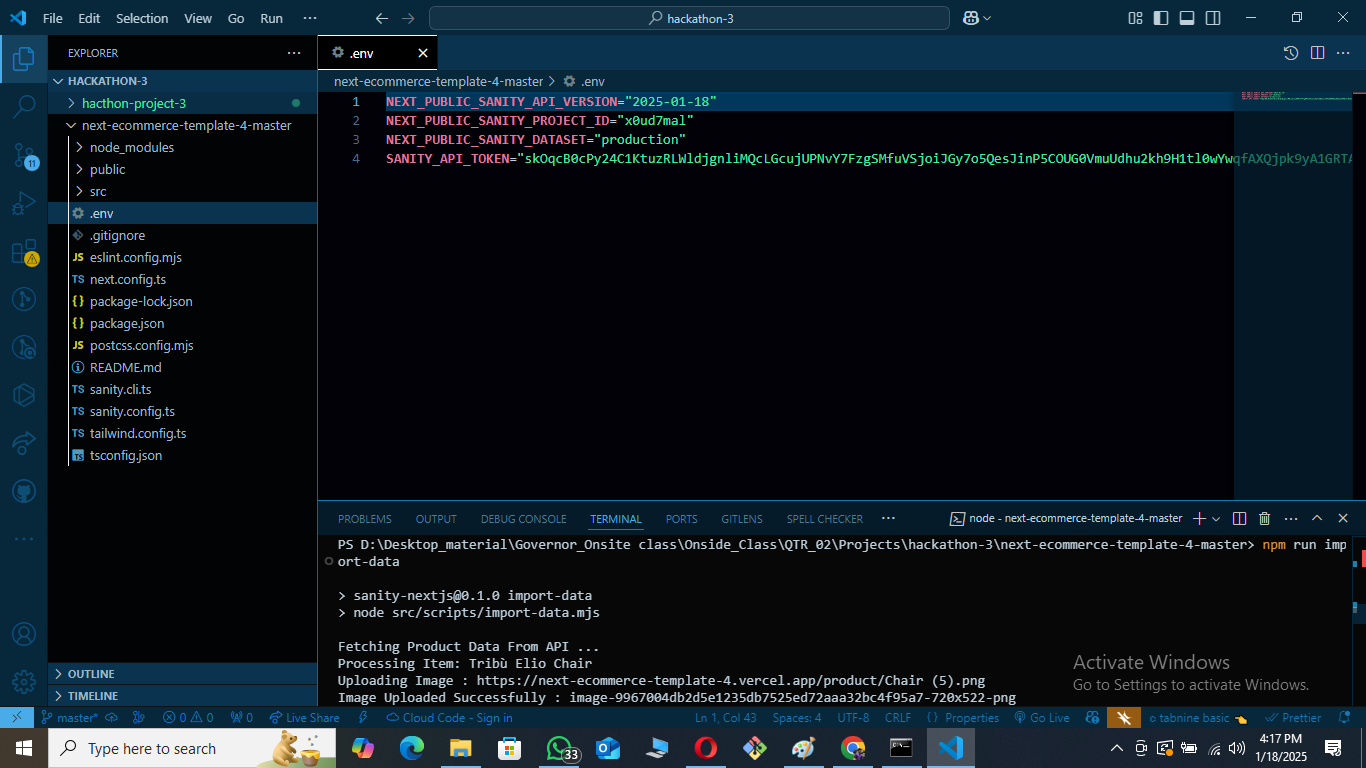 File Edit Selection View Go Run ··· hackathon-3
EXPLORER ···
HACKATHON-3
hacthon-project-3
next-ecommerce-template-4-master
node_modules
public
src
.env
.gitignore
eslint.config.mjs
next.config.ts
package-lock.json
package.json
postcss.config.mjs
README.md
sanity.cli.ts
sanity.config.ts
tailwind.config.ts
tsconfig.json
OUTLINE
TIMELINE
11
.env
next-ecommerce-template-4-master > .env
1 NEXT_PUBLIC_SANITY_API_VERSION="2025-01-18"
2 NEXT_PUBLIC_SANITY_PROJECT_ID="x0ud7mal"
3 NEXT_PUBLIC_SANITY_DATASET="production"
4 SANITY_API_TOKEN=
PROBLEMS OUTPUT DEBUG CONSOLE TERMINAL PORTS GITLENS SPELL CHECKER ··· node - next-ecommerce-template-4-master
PS D:\Desktop_material\Governor_Onsite class\Onside_Class\QTR_02\Projects\hackathon-3\next-ecommerce-template-4-master> npm run imp
ort-data
> sanity-nextjs@0.1.0 import-data
> node src/scripts/import-data.mjs
Fetching Product Data From API ...
Processing Item: Tribù Elio Chair
Uploading Image : https://next-ecommerce-template-4.vercel.app/product/Chair (5).png
Image Uploaded Successfully : image-9967004db2d5e1235db7525ed72aaa32bc4f95a7-720x522-png
Activate Windows
Go to Settings to activate Windows.
master* 0 0 0 Live Share Cloud Code - Sign in Ln 1, Col 43 Spaces: 4 UTF-8 CRLF { } Properties Go Live tabnine basic Prettier
Type here to search
33
4:17 PM
1/18/2025